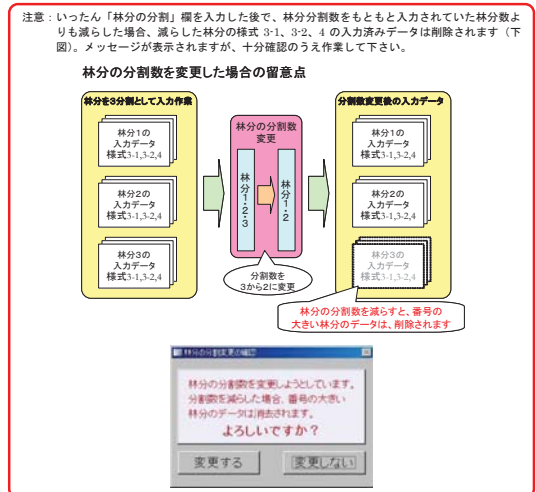 注意：いったん「林分の分割」欄を入力した後で、林分分割数をもともと入力されていた林分数よ
りも減らした場合、減らした林分の様式 3-1、3-2、4 の入力済みデータは削除されます（下
図）。メッセージが表示されますが、十分確認のうえ作業して下さい。
林分の分割数を変更した場合の留意点
林分を3分割として入力作業
林分1の
入力データ
様式3-1,3-2,4
林分2の
入力データ
様式3-1,3-2,4
林分3の
入力データ
様式3-1,3-2,4
林分の分割数
変更
林分1・2・3
林分1・2
分割数を
3から2に変更
分割数変更後の入力データ
林分1の
入力データ
様式3-1,3-2,4
林分2の
入力データ
様式3-1,3-2,4
林分3の
入力データ
様式3-1,3-2,4
林分の分割数を減らすと、番号の
大きい林分のデータは、削除されます
林分の分割変更の確認
林分の分割数を変更しようとしています。
分割数を減らした場合、番号の大きい
林分のデータは消去されます。
よろしいですか？
変更する
変更しない